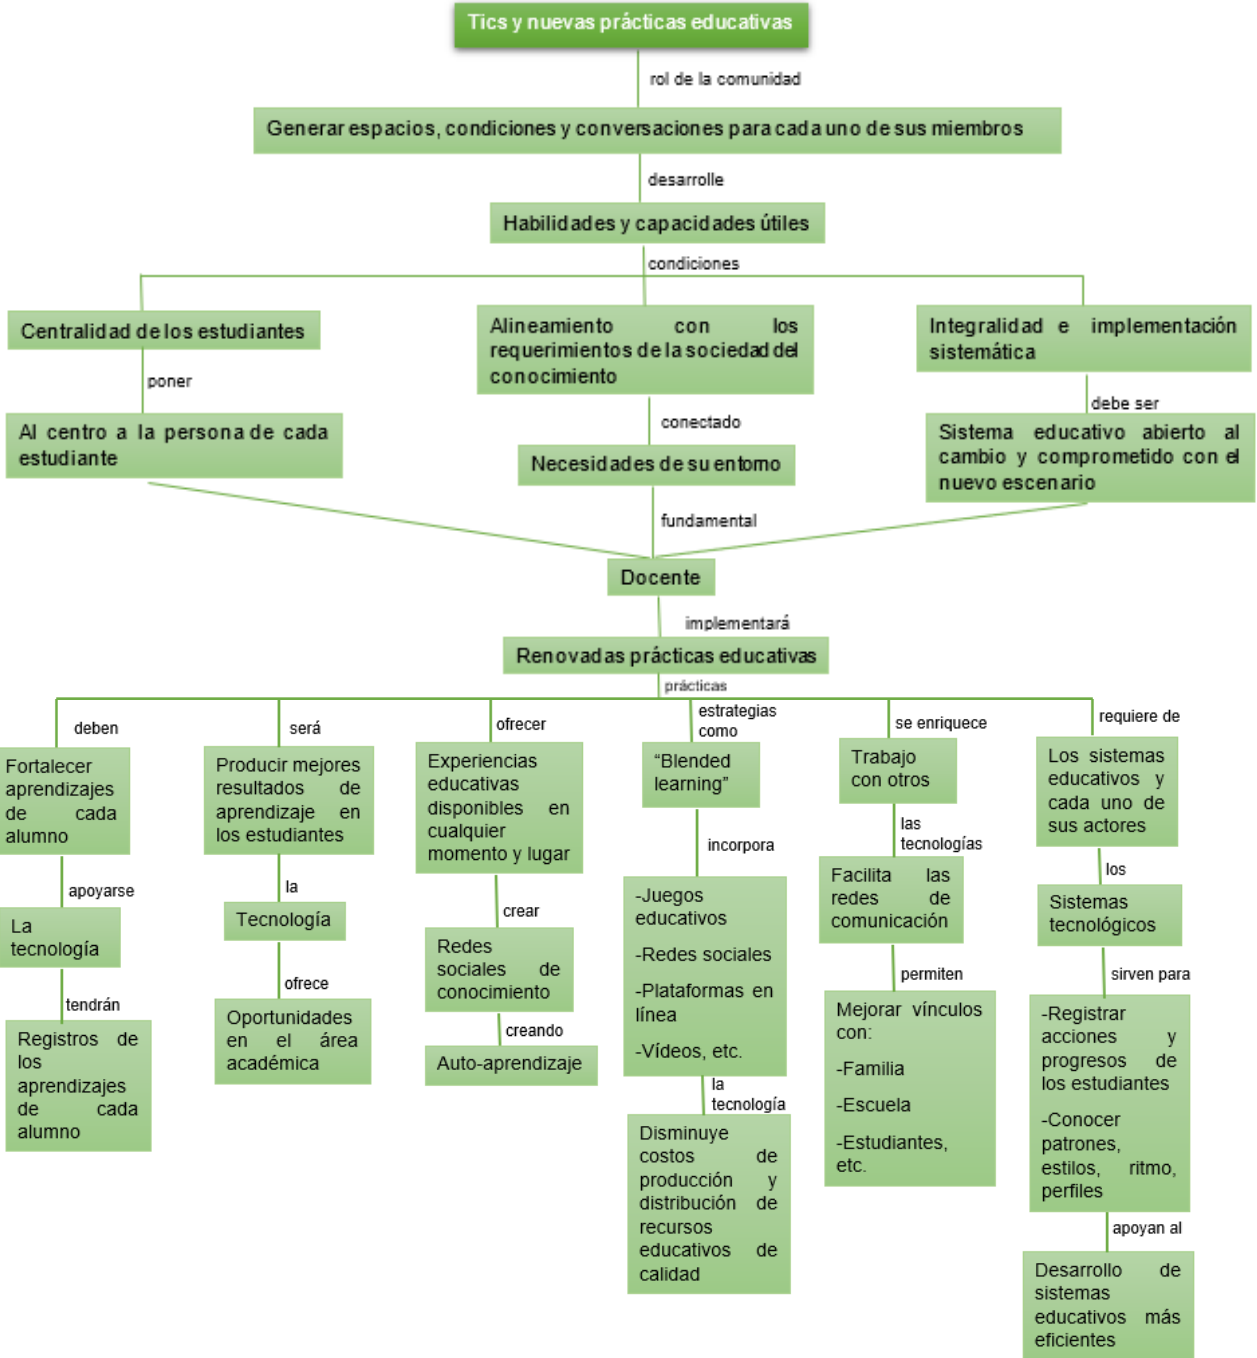 Tics y nuevas prácticas educativas
rol de la comunidad
Generar espacios, condiciones y conversaciones para cada uno de sus miembros
desarrolle
Habilidades y capacidades útiles
condiciones
Centralidad de los estudiantes
poner
Al centro a la persona de cada
estudiante
Alineamiento con los
requerimientos de la sociedad del
conocimiento
conectado
Necesidades de su entorno
fundamental
Integralidad e implementación
sistemática
debe ser
Sistema educativo abierto al
cambio y comprometido con el
nuevo escenario
Docente
implementará
Renovadas prácticas educativas
prácticas
deben
Fortalecer
aprendizajes
de cada
alumno
apoyarse
La
tecnología
tendrán
Registros de
los
aprendizajes
de cada
alumno
será
Producir mejores
resultados de
aprendizaje en
los estudiantes
la
Tecnología
ofrece
Oportunidades
en el área
académica
ofrecer
Experiencias
educativas
disponibles en
cualquier
momento y lugar
crear
Redes
sociales de
conocimiento
creando
Auto-aprendizaje
estrategias
como
“Blended
learning”
incorpora
-Juegos
educativos
-Redes sociales
-Plataformas en
línea
-Vídeos, etc.
la
tecnología
Disminuye
costos de
producción y
distribución de
recursos
educativos de
calidad
se enriquece
Trabajo
con otros
las
tecnologías
Facilita las
redes de
comunicación
permiten
Mejorar vínculos
con:
-Familia
-Escuela
-Estudiantes,
etc.
requiere de
Los sistemas
educativos y
cada uno de
sus actores
los
Sistemas
tecnológicos
sirven para
-Registrar
acciones y
progresos de
los estudiantes
-Conocer
patrones,
estilos, ritmo,
perfiles
apoyan al
Desarrollo de
sistemas
educativos más
eficientes